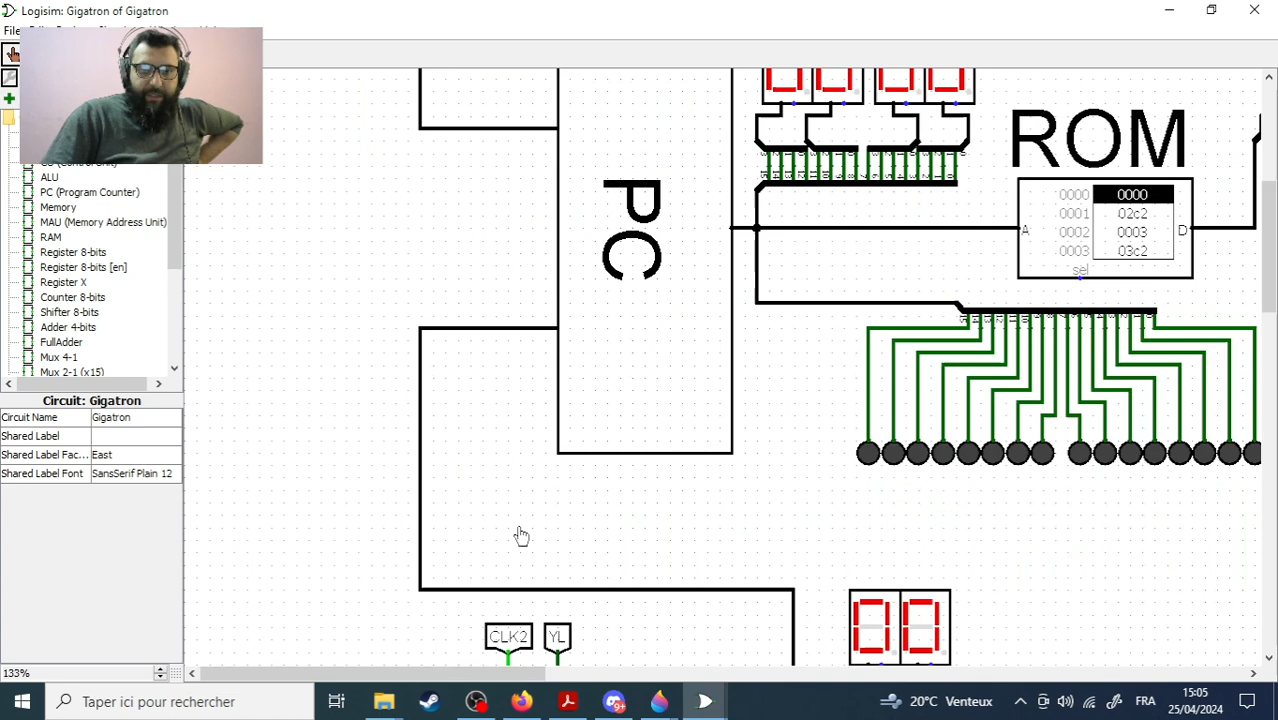 Logisim: Gigatron of Gigatron
File
ALU
PC (Program Counter)
Memory
MAU (Memory Address Unit)
RAM
Register 8-bits
Register 8-bits [en]
Register X
Counter 8-bits
Shifter 8-bits
Adder 4-bits
FullAdder
Mux 4-1
Mux 2-1 (x15)
Circuit: Gigatron
Circuit Name Gigatron
Shared Label
Shared Label Fac... East
Shared Label Font SansSerif Plain 12
133%
PC
ROM
0000 0000
0001 02c2
A 0002 0003 D
0003 03c2
sel
CLK2 YL
00
Taper ici pour rechercher
9+
20°C Venteux
FRA
15:05
25/04/2024